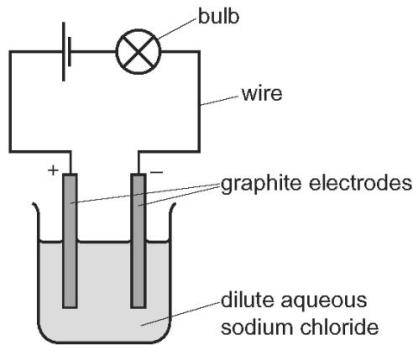 bulb
wire
+
−
graphite electrodes
dilute aqueous
sodium chloride